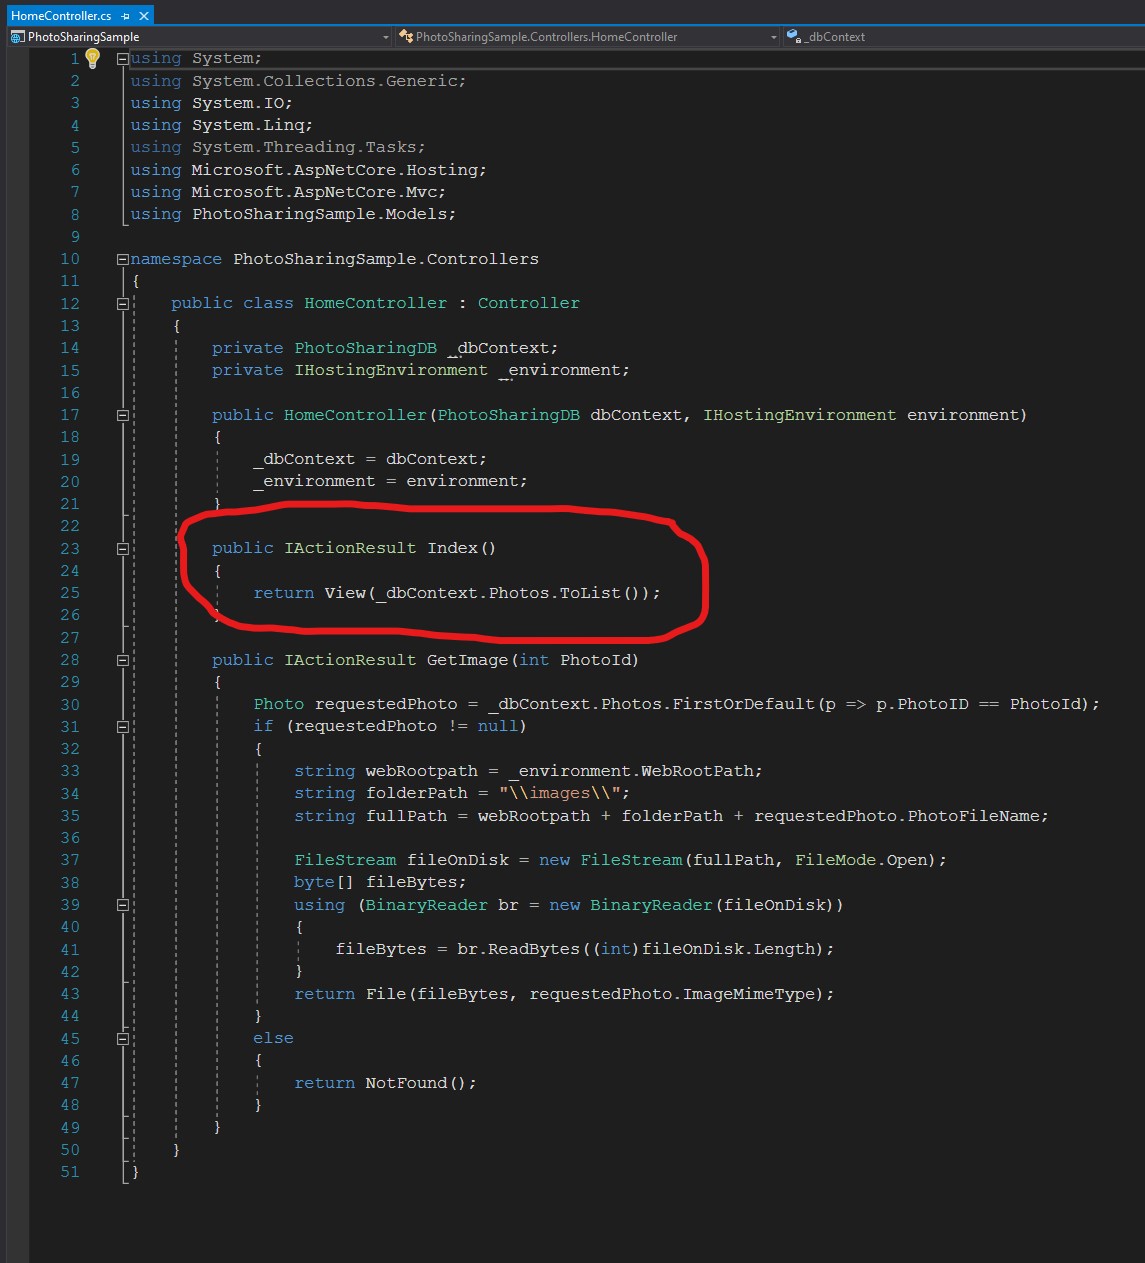 HomeController.cs
PhotoSharingSample PhotoSharingSample.Controllers.HomeController _dbContext
1 using System;
2 using System.Collections.Generic;
3 using System.IO;
4 using System.Linq;
5 using System.Threading.Tasks;
6 using Microsoft.AspNetCore.Hosting;
7 using Microsoft.AspNetCore.Mvc;
8 using PhotoSharingSample.Models;
9
10 namespace PhotoSharingSample.Controllers
11 {
12 public class HomeController : Controller
13 {
14 private PhotoSharingDB _dbContext;
15 private IHostingEnvironment _environment;
16
17 public HomeController(PhotoSharingDB dbContext, IHostingEnvironment environment)
18 {
19 _dbContext = dbContext;
20 _environment = environment;
21 }
22
23 public IActionResult Index()
24 {
25 return View(_dbContext.Photos.ToList());
26 }
27
28 public IActionResult GetImage(int PhotoId)
29 {
30 Photo requestedPhoto = _dbContext.Photos.FirstOrDefault(p => p.PhotoID == PhotoId);
31 if (requestedPhoto != null)
32 {
33 string webRootpath = _environment.WebRootPath;
34 string folderPath = "\\images\\";
35 string fullPath = webRootpath + folderPath + requestedPhoto.PhotoFileName;
36
37 FileStream fileOnDisk = new FileStream(fullPath, FileMode.Open);
38 byte[] fileBytes;
39 using (BinaryReader br = new BinaryReader(fileOnDisk))
40 {
41 fileBytes = br.ReadBytes((int)fileOnDisk.Length);
42 }
43 return File(fileBytes, requestedPhoto.ImageMimeType);
44 }
45 else
46 {
47 return NotFound();
48 }
49 }
50 }
51 }